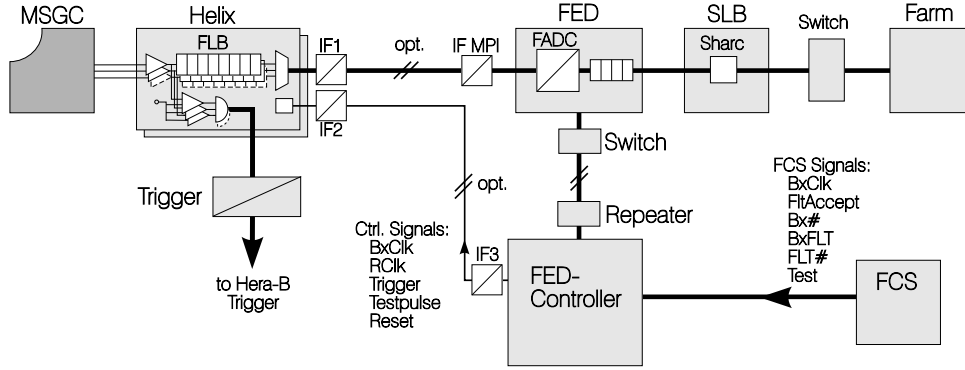 MSGC
Helix
FED
SLB
Switch
Farm
FLB
IF1
opt.
IF MPI
FADC
Sharc
IF2
Switch
Trigger
opt.
Repeater
FCS Signals:
BxClk
FltAccept
Bx#
BxFLT
FLT#
Test
Ctrl. Signals:
BxClk
RClk
Trigger
Testpulse
Reset
IF3
FED-
Controller
FCS
to Hera-B
Trigger